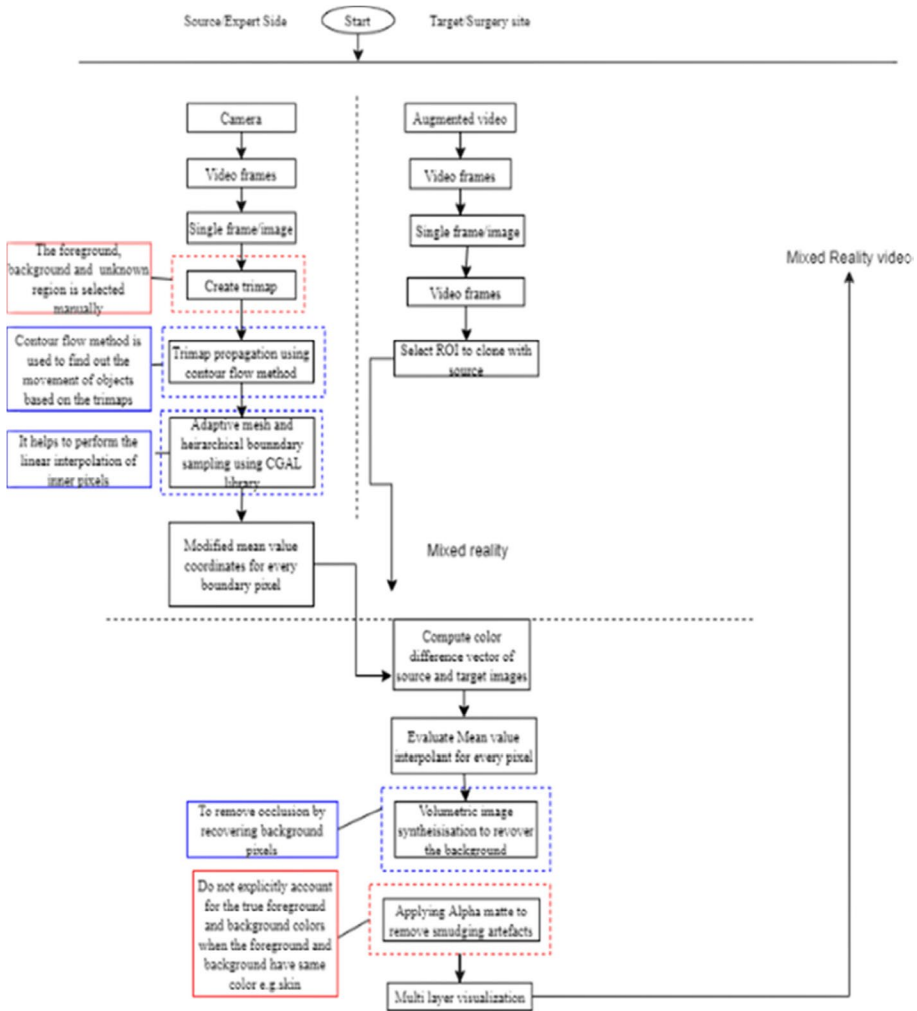 Source/Expert Side
Start
Target/Surgery site
Camera
Video frames
Single frame/image
The foreground,
background and unknown
region is selected
manually
Create trimap
Contour flow method is
used to find out the
movement of objects
based on the trimaps
Trimap propagation using
contour flow method
It helps to perform the
linear interpolation of
inner pixels
Adaptive mesh and
heirarchical bounndary
sampling using CGAL
library
Modified mean value
coordinates for every
boundary pixel
Augmented video
Video frames
Single frame/image
Video frames
Select ROI to clone with
source
Mixed reality
Mixed Reality video
Compute color
difference vector of
source and target images
Evaluate Mean value
interpolant for every pixel
To remove occlusion by
recovering background
pixels
Volumetric image
syntheisisation to revover
the background
Do not explicitly account
for the true foreground
and background colors
when the foreground and
background have same
color e.g.skin
Applying Alpha matte to
remove smudging artefacts
Multi layer visualization